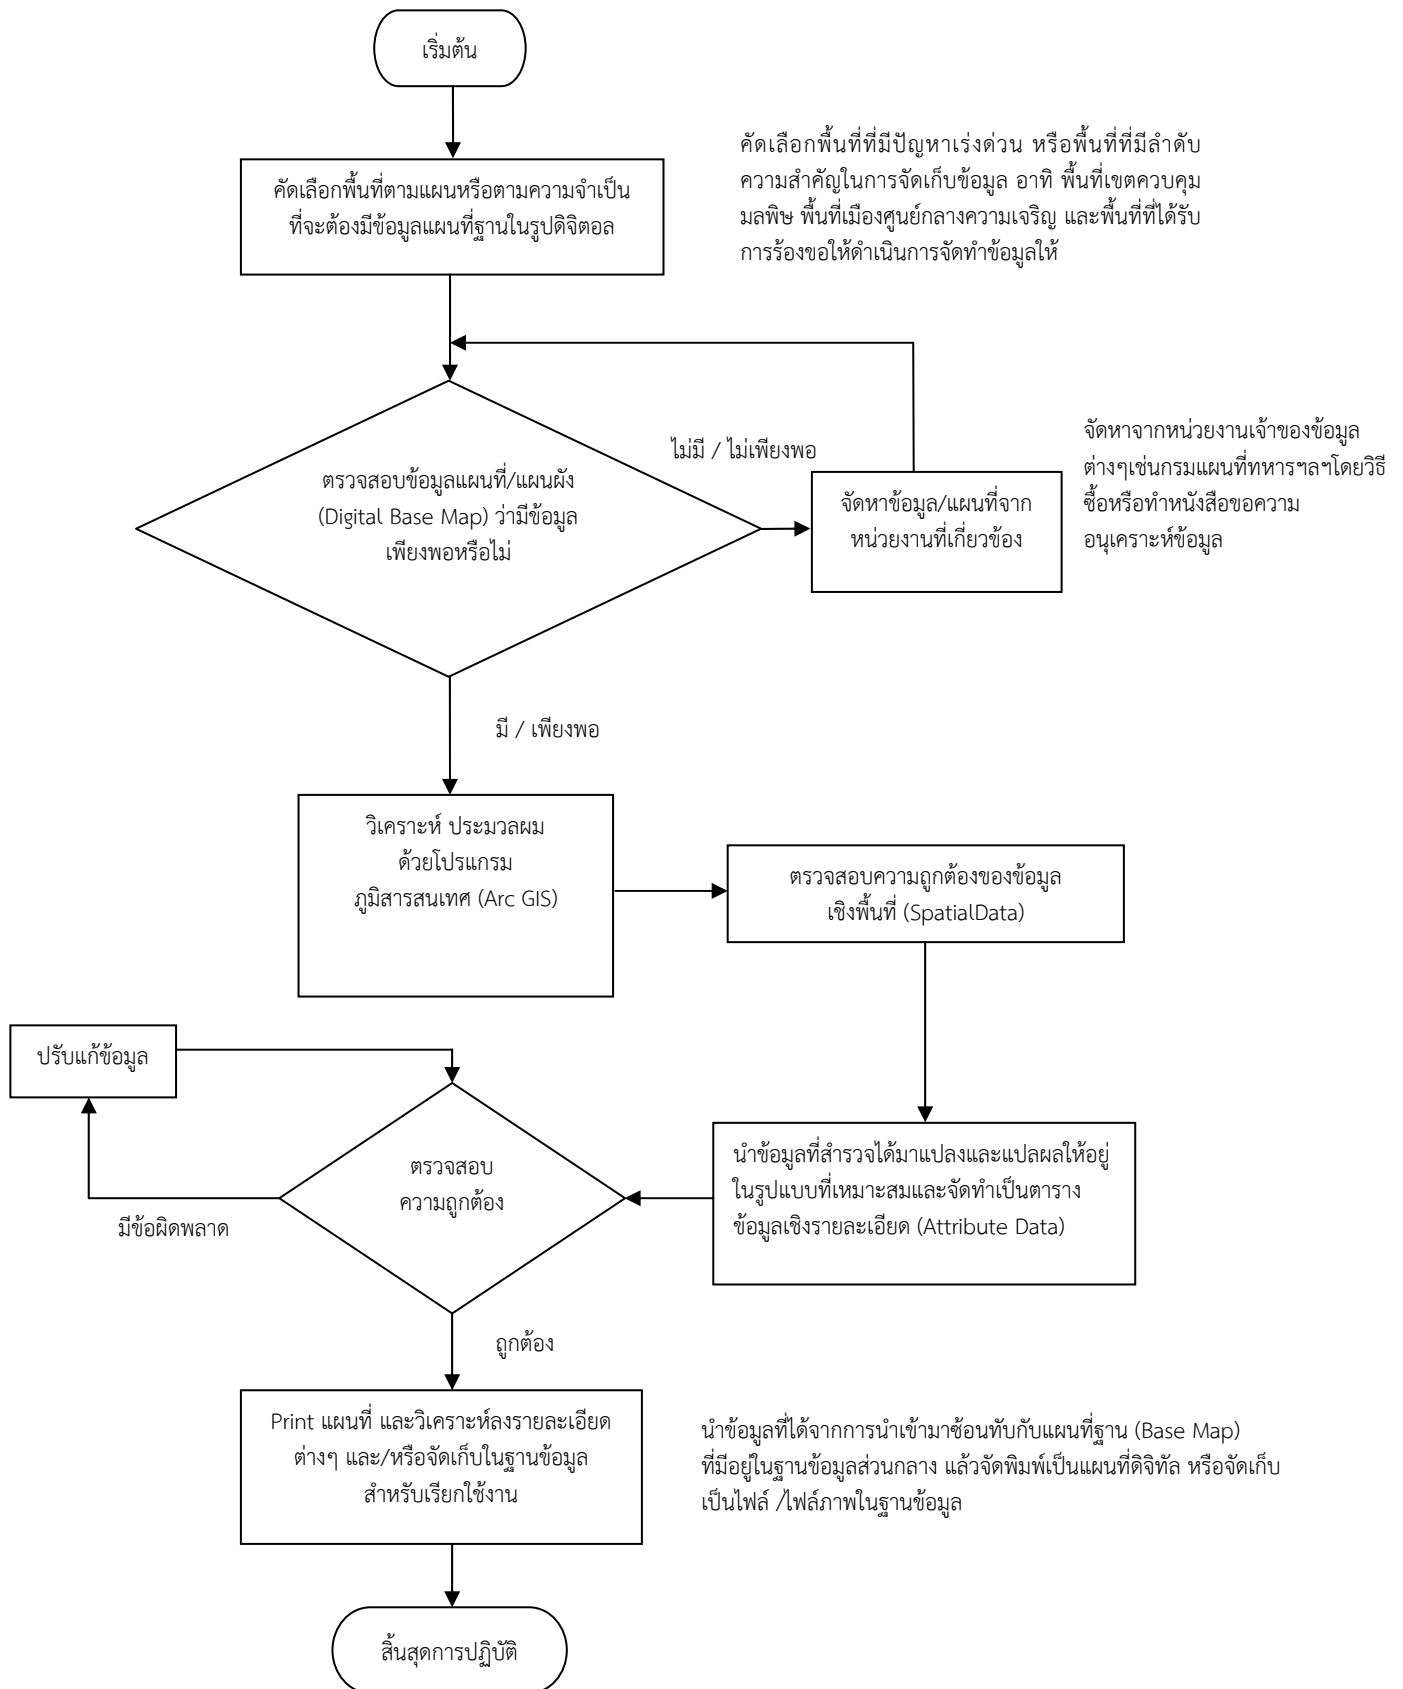 เริ่มต้น
คัดเลือกพื้นที่ตามแผนหรือตามความจำเป็น
ที่จะต้องมีข้อมูลแผนที่ฐานในรูปดิจิตอล
คัดเลือกพื้นที่ที่มีปัญหาเร่งด่วน หรือพื้นที่ที่มีลำดับ
ความสำคัญในการจัดเก็บข้อมูล อาทิ พื้นที่เขตควบคุม
มลพิษ พื้นที่เมืองศูนย์กลางความเจริญ และพื้นที่ที่ได้รับ
การร้องขอให้ดำเนินการจัดทำข้อมูลให้
ตรวจสอบข้อมูลแผนที่/แผนผัง
(Digital Base Map) ว่ามีข้อมูล
เพียงพอหรือไม่
ไม่มี / ไม่เพียงพอ
จัดหาข้อมูล/แผนที่จาก
หน่วยงานที่เกี่ยวข้อง
จัดหาจากหน่วยงานเจ้าของข้อมูล
ต่างๆเช่นกรมแผนที่ทหารฯลฯโดยวิธี
ซื้อหรือทำหนังสือขอความ
อนุเคราะห์ข้อมูล
มี / เพียงพอ
วิเคราะห์ ประมวลผม
ด้วยโปรแกรม
ภูมิสารสนเทศ (Arc GIS)
ตรวจสอบความถูกต้องของข้อมูล
เชิงพื้นที่ (SpatialData)
ปรับแก้ข้อมูล
ตรวจสอบ
ความถูกต้อง
มีข้อผิดพลาด
นำข้อมูลที่สำรวจได้มาแปลงและแปลผลให้อยู่
ในรูปแบบที่เหมาะสมและจัดทำเป็นตาราง
ข้อมูลเชิงรายละเอียด (Attribute Data)
ถูกต้อง
Print แผนที่ และวิเคราะห์ลงรายละเอียด
ต่างๆ และ/หรือจัดเก็บในฐานข้อมูล
สำหรับเรียกใช้งาน
นำข้อมูลที่ได้จากการนำเข้ามาซ้อนทับกับแผนที่ฐาน (Base Map)
ที่มีอยู่ในฐานข้อมูลส่วนกลาง แล้วจัดพิมพ์เป็นแผนที่ดิจิทัล หรือจัดเก็บ
เป็นไฟล์ /ไฟล์ภาพในฐานข้อมูล
สิ้นสุดการปฏิบัติ